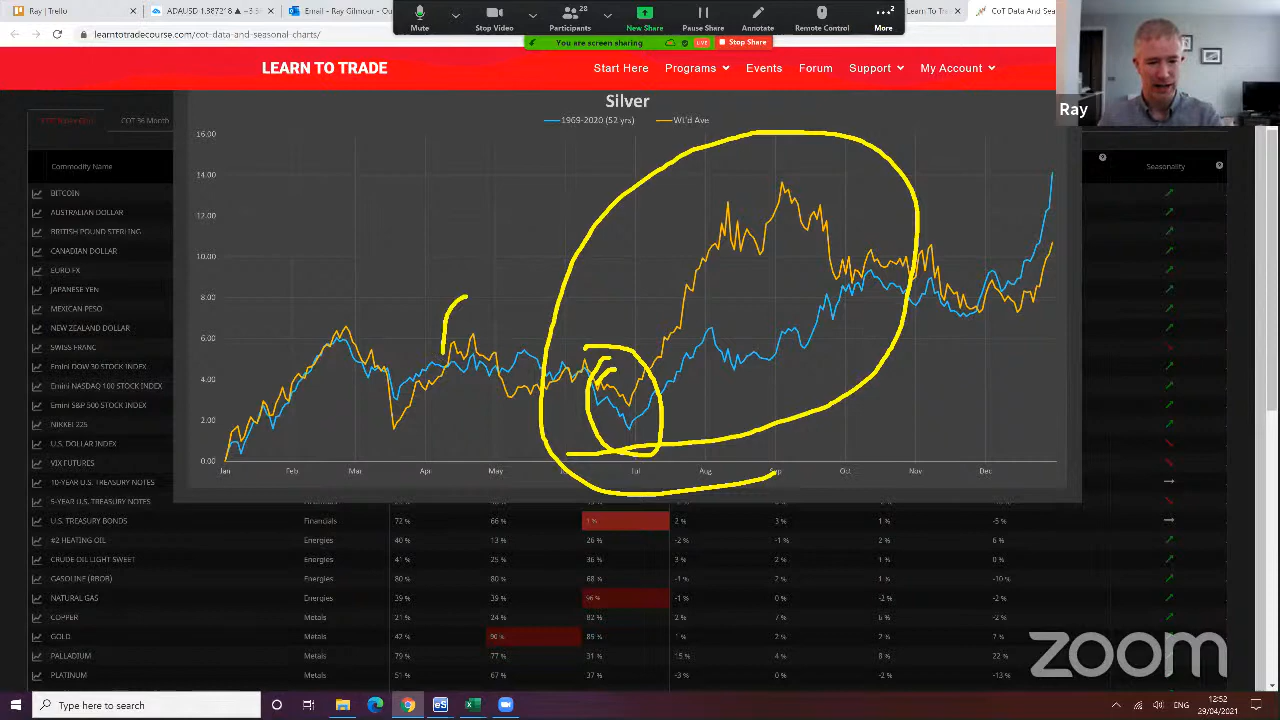 Ray | Trello
ADAUSD 1.38721
Email - Ray Gilmour - Ou
CoT Data and Sea
learntotradecourse.com/cot-data-and-seasonal-charts/
28
2
Mute
Stop Video
Participants
New Share
Pause Share
Annotate
Remote Control
More
You are screen sharing
LIVE
Stop Share
LEARN TO TRADE
Start Here
Programs
Events
Forum
Support
My Account
Ray
Silver
1969-2020 (52 yrs)
Wt'd Ave
COT 36 Month
Commodity Name
Seasonality
16.00
14.00
12.00
10.00
8.00
6.00
4.00
2.00
0.00
Jan
Feb
Mar
Apr
May
Jul
Aug
Sep
Oct
Nov
Dec
BITCOIN
AUSTRALIAN DOLLAR
BRITISH POUND STERLING
CANADIAN DOLLAR
EURO FX
JAPANESE YEN
MEXICAN PESO
NEW ZEALAND DOLLAR
SWISS FRANC
Emini DOW 30 STOCK INDEX
Emini NASDAQ 100 STOCK INDEX
Emini S&P 500 STOCK INDEX
NIKKEI 225
U.S. DOLLAR INDEX
VIX FUTURES
10-YEAR U.S. TREASURY NOTES
5-YEAR U.S. TREASURY NOTES
U.S. TREASURY BONDS Financials 72 % 66 % 1 % 2 % 3 % 1 % -5 %
#2 HEATING OIL Energies 40 % 13 % 26 % -2 % -1 % 2 % 6 %
CRUDE OIL LIGHT SWEET Energies 41 % 25 % 36 % 3 % 2 % 1 % 0 %
GASOLINE (RBOB) Energies 80 % 80 % 68 % -1 % 2 % 1 % -10 %
NATURAL GAS Energies 39 % 39 % 96 % -1 % 0 % -2 % -2 %
COPPER Metals 21 % 24 % 82 % 2 % 7 % 6 % -2 %
GOLD Metals 42 % 90 % 85 % 1 % 2 % 2 % 7 %
PALLADIUM Metals 79 % 77 % 31 % 15 % 4 % 8 % 22 %
PLATINUM Metals 51 % 67 % 37 % -3 % 0 % -2 % -13 %
zoom
Type here to search
ENG
12:52
29/04/2021